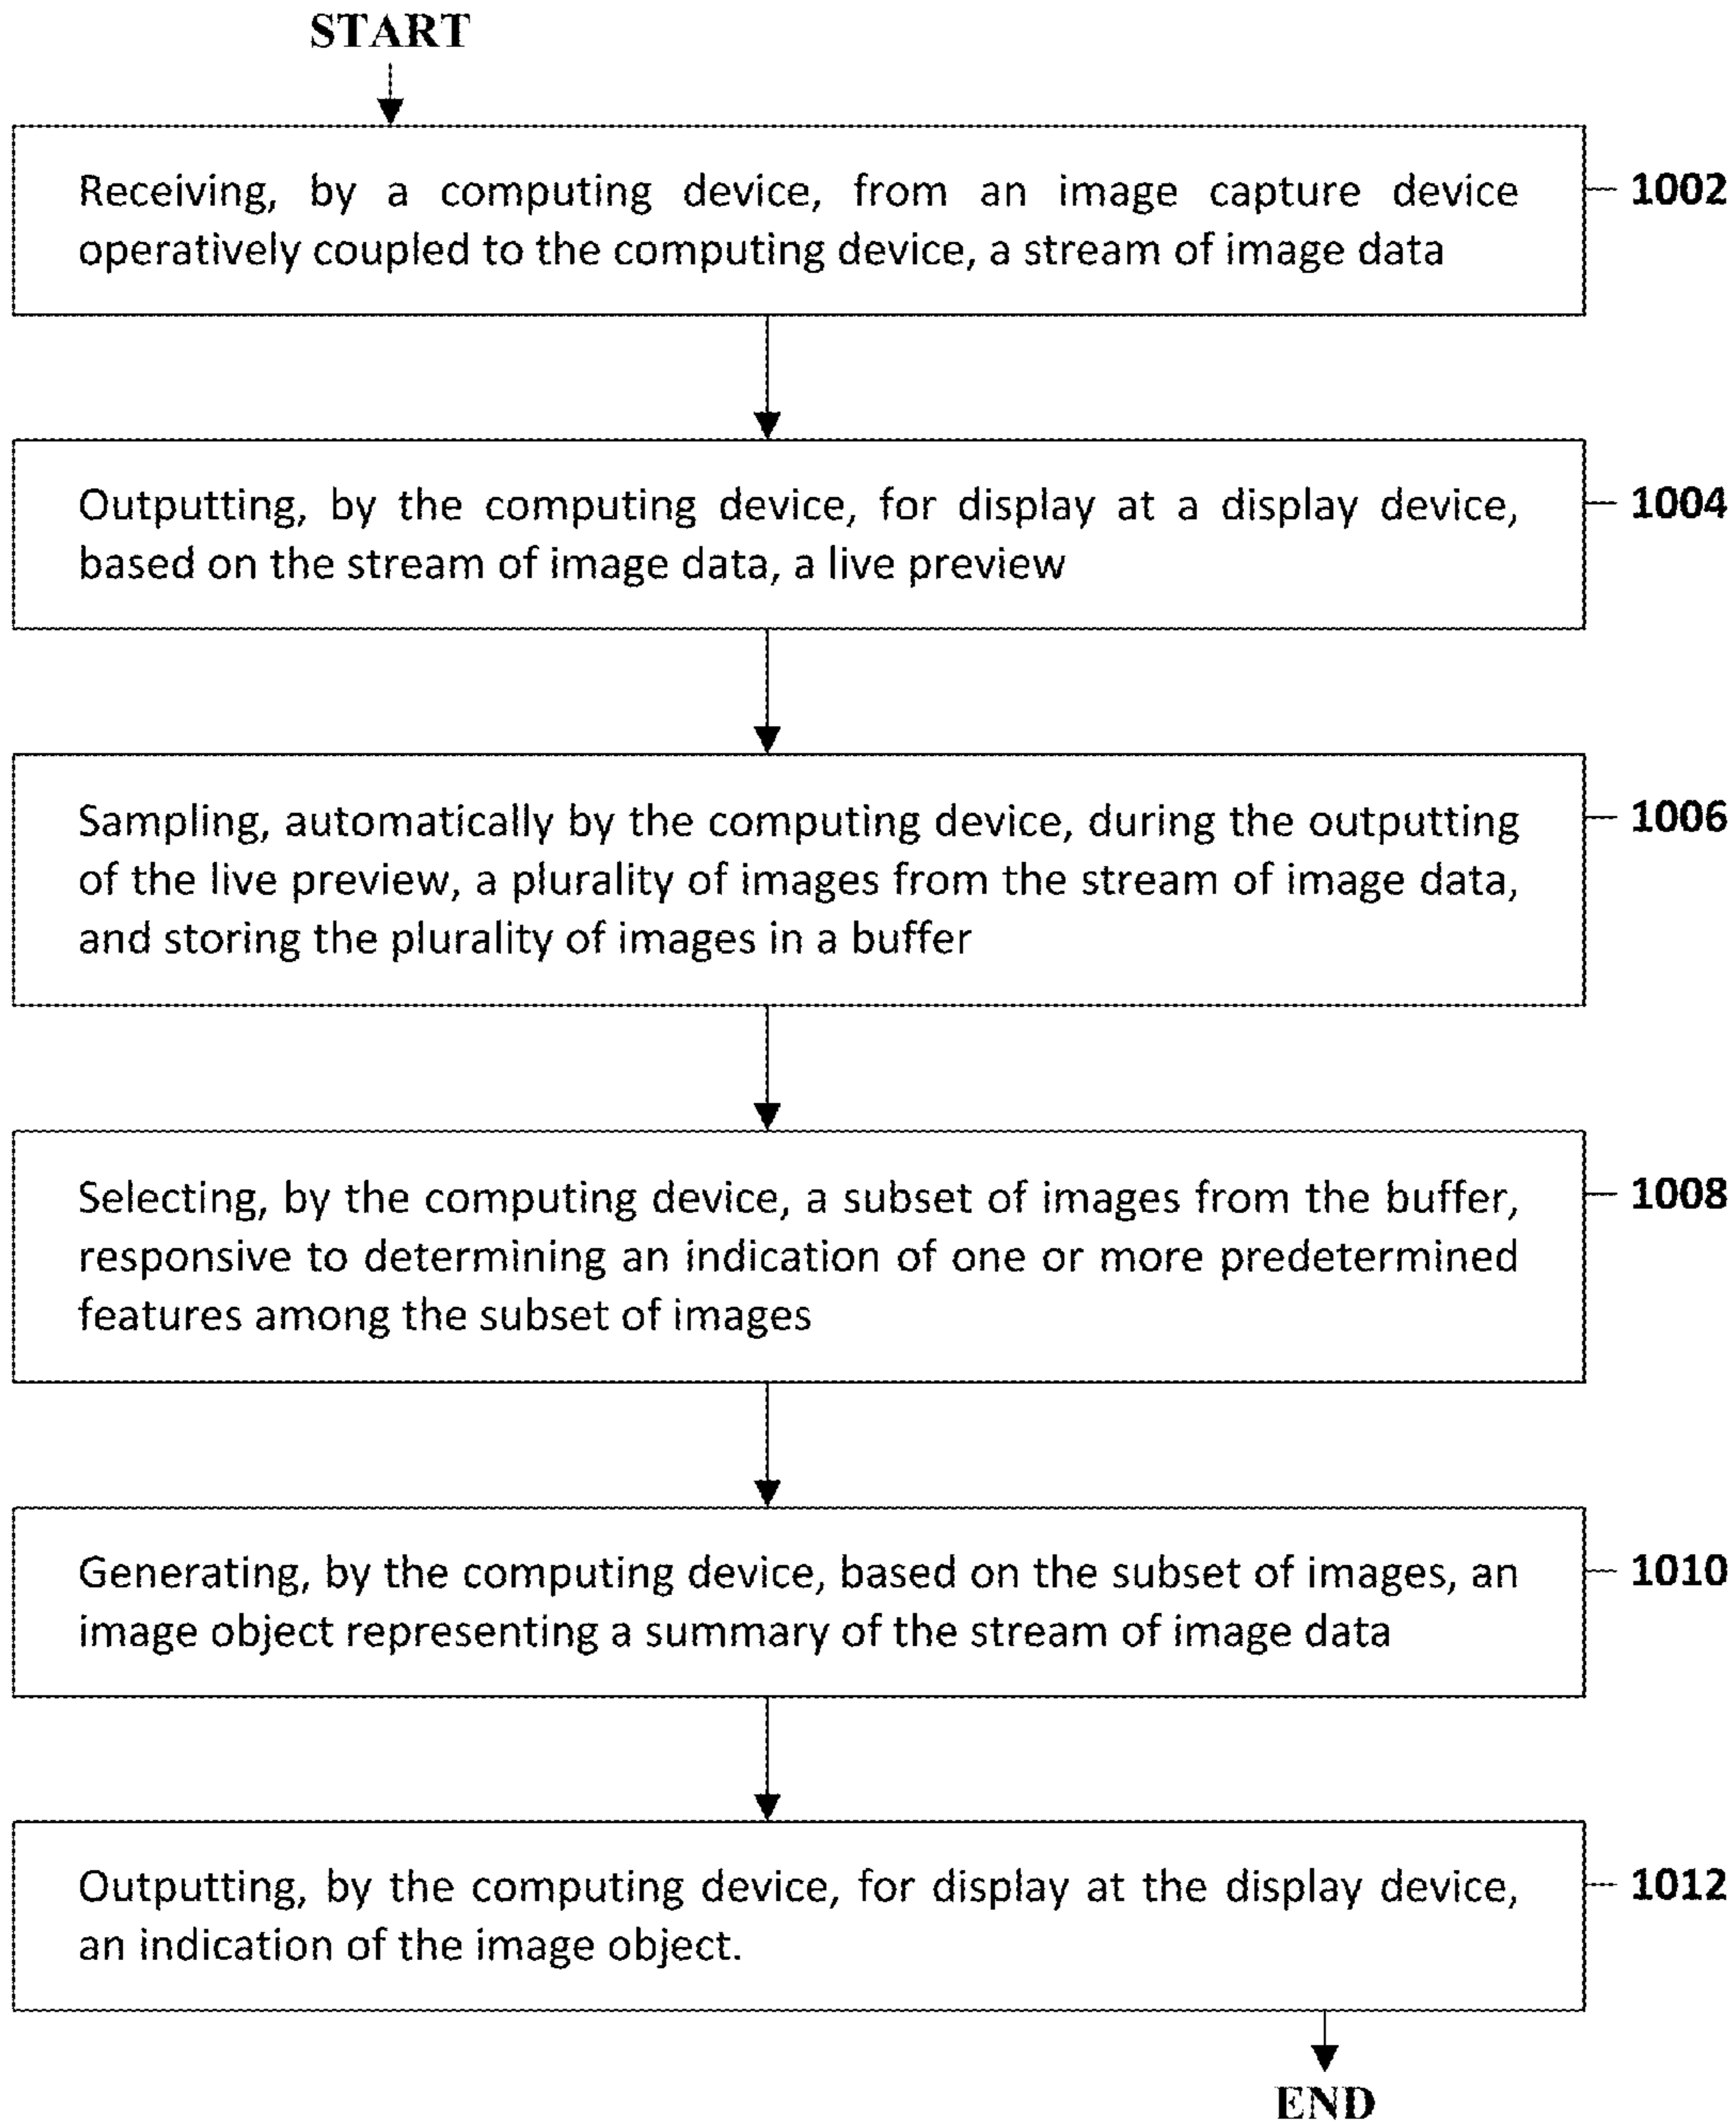 START
Receiving, by a computing device, from an image capture device
operatively coupled to the computing device, a stream of image data
1002
Outputting, by the computing device, for display at a display device,
based on the stream of image data, a live preview
1004
Sampling, automatically by the computing device, during the outputting
of the live preview, a plurality of images from the stream of image data,
and storing the plurality of images in a buffer
1006
Selecting, by the computing device, a subset of images from the buffer,
responsive to determining an indication of one or more predetermined
features among the subset of images
1008
Generating, by the computing device, based on the subset of images, an
image object representing a summary of the stream of image data
1010
Outputting, by the computing device, for display at the display device,
an indication of the image object.
1012
END